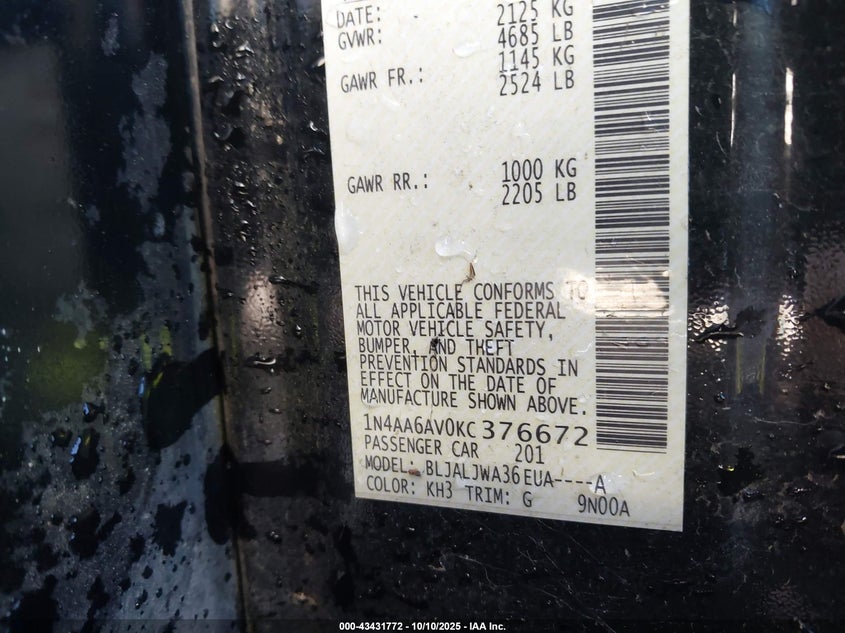 DATE: 2125 KG
GVWR: 4685 LB
1145 KG
GAWR FR.: 2524 LB
1000 KG
GAWR RR.: 2205 LB
THIS VEHICLE CONFORMS TO
ALL APPLICABLE FEDERAL
MOTOR VEHICLE SAFETY,
BUMPER, AND THEFT
PREVENTION STANDARDS IN
EFFECT ON THE DATE OF
MANUFACTURE SHOWN ABOVE.
1N4AA6AV0KC376672
PASSENGER CAR 201
MODEL: BLJALJWA36EUA----A
COLOR: KH3 TRIM: G 9N00A
000-43431772 - 10/10/2025 - IAA Inc.